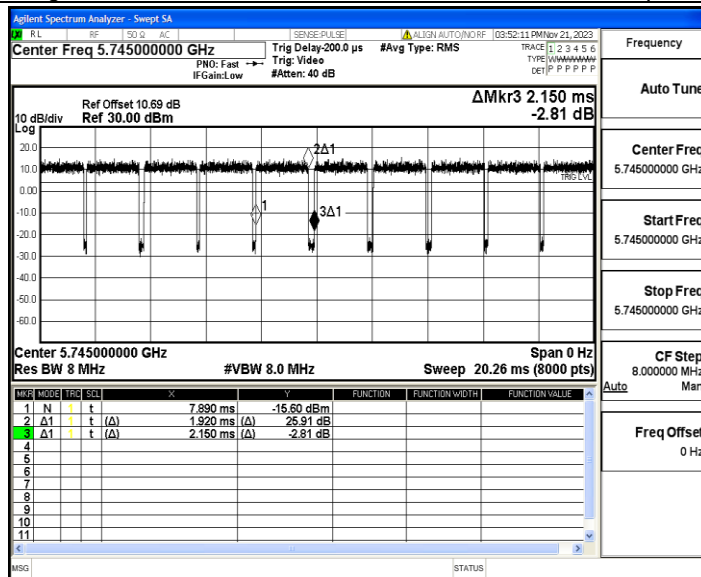 Agilent Spectrum Analyzer - Swept SA
RL RF 50 Ω AC SENSE:PULSE ALIGN AUTO/NO RF 03:52:11 PM Nov 21, 2023
Center Freq 5.745000000 GHz
PNO: Fast
IFGain:Low
Trig Delay-200.0 µs
Trig: Video
#Atten: 40 dB
#Avg Type: RMS
TRACE 1 2 3 4 5 6
TYPE WWWWWW
DET P P P P P P
ΔMkr3 2.150 ms
-2.81 dB
Ref Offset 10.69 dB
10 dB/div Ref 30.00 dBm
Log
20.0
10.0
0.00
-10.0
-20.0
-30.0
-40.0
-50.0
-60.0
2Δ1
TRIG LVL
1
3Δ1
Center 5.745000000 GHz Span 0 Hz
Res BW 8 MHz #VBW 8.0 MHz Sweep 20.26 ms (8000 pts)
MKR MODE TRC SCL X Y FUNCTION FUNCTION WIDTH FUNCTION VALUE
1 N 1 t 7.890 ms -15.60 dBm
2 Δ1 1 t (Δ) 1.920 ms (Δ) 25.91 dB
3 Δ1 1 t (Δ) 2.150 ms (Δ) -2.81 dB
4
5
6
7
8
9
10
11
MSG STATUS
Frequency
Auto Tune
Center Freq
5.745000000 GHz
Start Freq
5.745000000 GHz
Stop Freq
5.745000000 GHz
CF Step
8.000000 MHz
Auto Man
Freq Offset
0 Hz